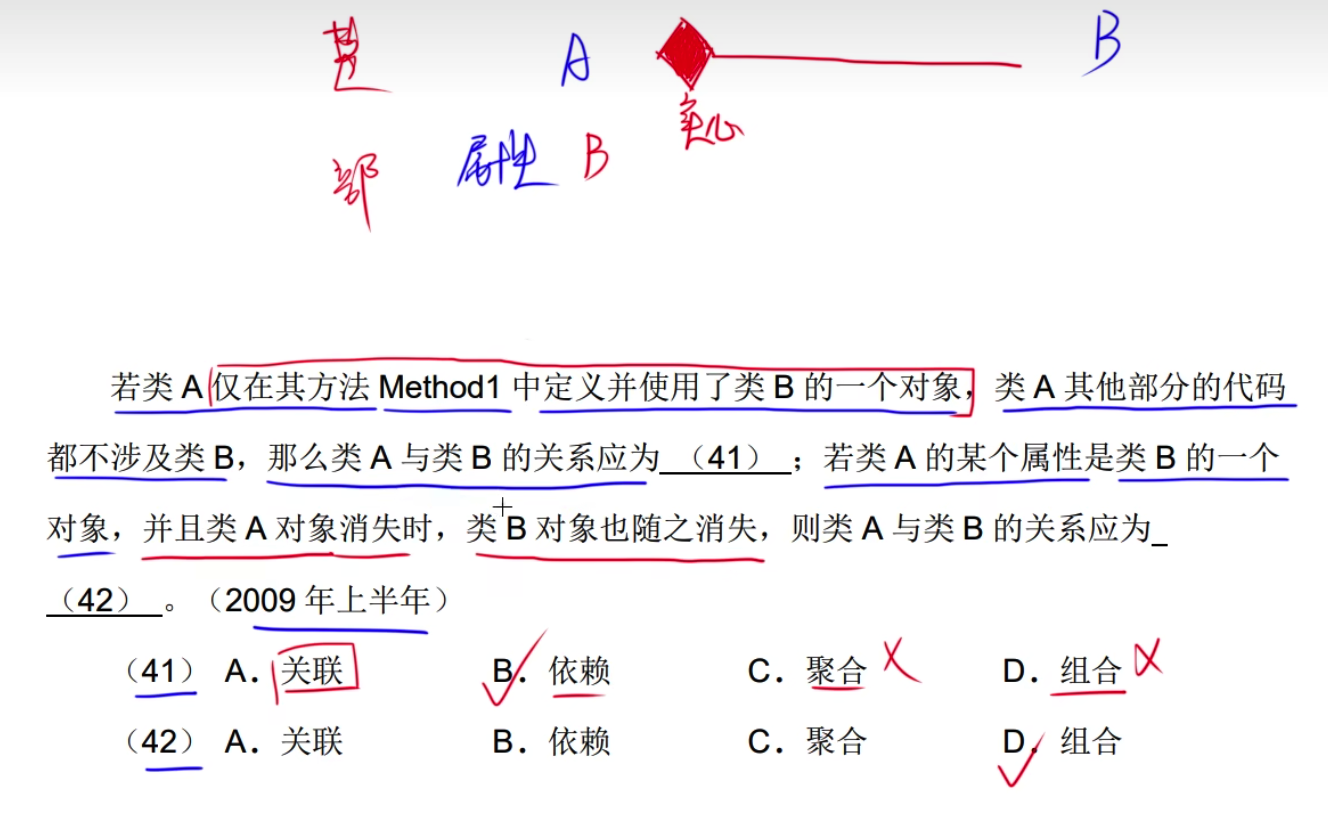 整 A B
实心
部 属性 B
若类 A 仅在其方法 Method1 中定义并使用了类 B 的一个对象，类 A 其他部分的代码
都不涉及类 B，那么类 A 与类 B 的关系应为 （41） ；若类 A 的某个属性是类 B 的一个
对象，并且类 A 对象消失时，类 B 对象也随之消失，则类 A 与类 B 的关系应为
（42） 。（2009 年上半年）
（41） A．关联 B．依赖 C．聚合 D．组合
（42） A．关联 B．依赖 C．聚合 D．组合